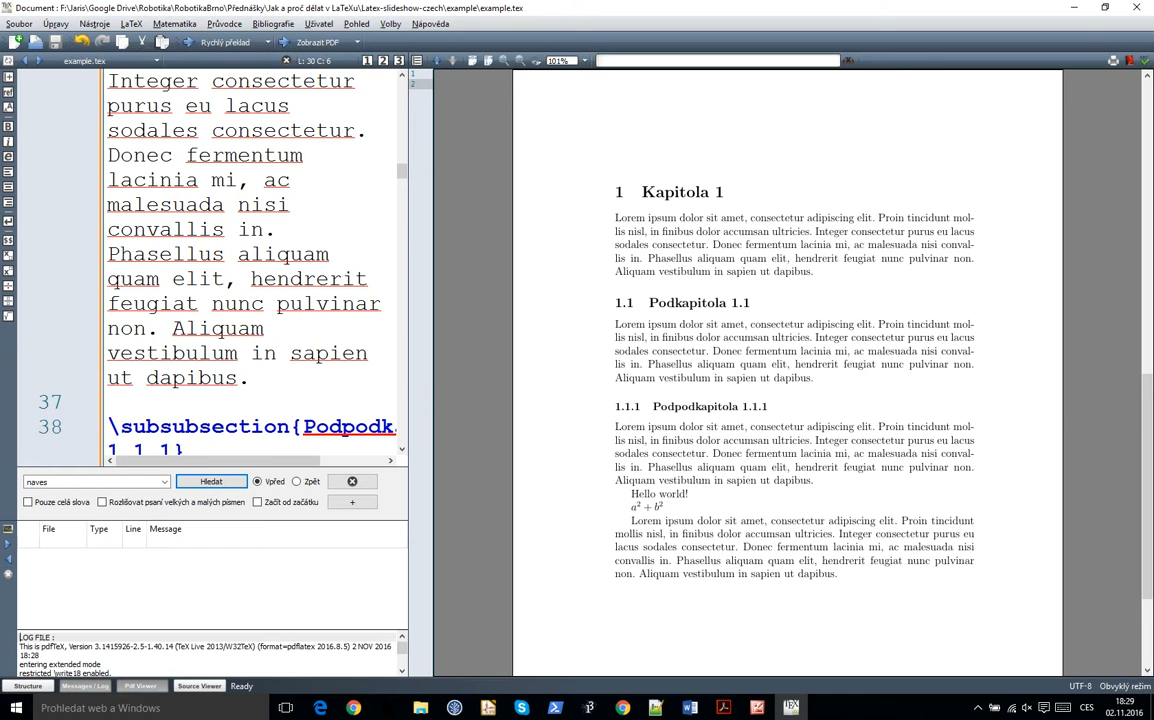 Document : F:/Jaris/Google Drive/Robotika/RobotikaBrno/Přednášky/Jak a proč dělat v LaTeXu/Latex-slideshow-czech/example/example.tex
Soubor Úpravy Nástroje LaTeX Matematika Průvodce Bibliografie Uživatel Pohled Volby Nápověda
Rychlý překlad Zobrazit PDF
example.tex L: 30 C: 6 1 2 3 101%
Integer consectetur
purus eu lacus
sodales consectetur.
Donec fermentum
lacinia mi, ac
malesuada nisi
convallis in.
Phasellus aliquam
quam elit, hendrerit
feugiat nunc pulvinar
non. Aliquam
vestibulum in sapien
ut dapibus.
37
38 \subsubsection{Podpodk
1.1.1}
1
2
1 Kapitola 1
Lorem ipsum dolor sit amet, consectetur adipiscing elit. Proin tincidunt mol-
lis nisl, in finibus dolor accumsan ultricies. Integer consectetur purus eu lacus
sodales consectetur. Donec fermentum lacinia mi, ac malesuada nisi conval-
lis in. Phasellus aliquam quam elit, hendrerit feugiat nunc pulvinar non.
Aliquam vestibulum in sapien ut dapibus.
1.1 Podkapitola 1.1
Lorem ipsum dolor sit amet, consectetur adipiscing elit. Proin tincidunt mol-
lis nisl, in finibus dolor accumsan ultricies. Integer consectetur purus eu lacus
sodales consectetur. Donec fermentum lacinia mi, ac malesuada nisi conval-
lis in. Phasellus aliquam quam elit, hendrerit feugiat nunc pulvinar non.
Aliquam vestibulum in sapien ut dapibus.
1.1.1 Podpodkapitola 1.1.1
Lorem ipsum dolor sit amet, consectetur adipiscing elit. Proin tincidunt mol-
lis nisl, in finibus dolor accumsan ultricies. Integer consectetur purus eu lacus
sodales consectetur. Donec fermentum lacinia mi, ac malesuada nisi conval-
lis in. Phasellus aliquam quam elit, hendrerit feugiat nunc pulvinar non.
Aliquam vestibulum in sapien ut dapibus.
Hello world!
a² + b²
Lorem ipsum dolor sit amet, consectetur adipiscing elit. Proin tincidunt
mollis nisl, in finibus dolor accumsan ultricies. Integer consectetur purus eu
lacus sodales consectetur. Donec fermentum lacinia mi, ac malesuada nisi
convallis in. Phasellus aliquam quam elit, hendrerit feugiat nunc pulvinar
non. Aliquam vestibulum in sapien ut dapibus.
naves Hledat Vpřed Zpět
Pouze celá slova Rozlišovat psaní velkých a malých písmen Začít od začátku +
File Type Line Message
LOG FILE :
This is pdfTeX, Version 3.1415926-2.5-1.40.14 (TeX Live 2013/W32TeX) (format=pdflatex 2016.8.5) 2 NOV 2016
18:28
entering extended mode
restricted \write18 enabled.
Structure Messages / Log Pdf Viewer Source Viewer Ready UTF-8 Obvyklý režim
Prohledat web a Windows CES 18:29
02.11.2016